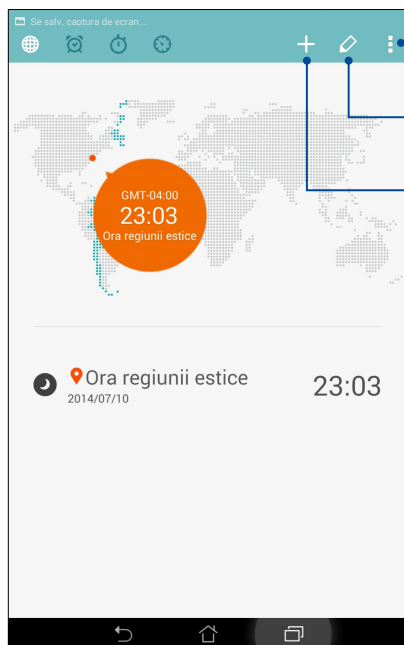 Se salv. captura de ecran...
GMT-04:00
23:03
Ora regiunii estice
Ora regiunii estice
23:03
2014/07/10